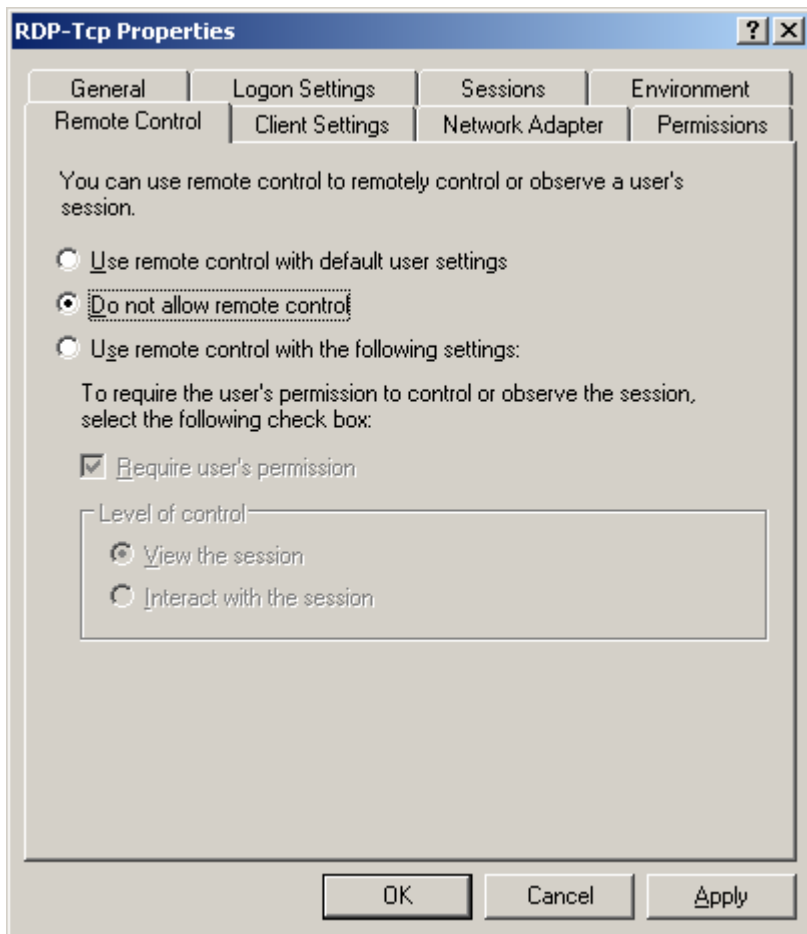 RDP-Tcp Properties
? X
General Logon Settings Sessions Environment
Remote Control Client Settings Network Adapter Permissions
You can use remote control to remotely control or observe a user's
session.
Use remote control with default user settings
Do not allow remote control
Use remote control with the following settings:
To require the user's permission to control or observe the session,
select the following check box:
Require user's permission
Level of control
View the session
Interact with the session
OK Cancel Apply